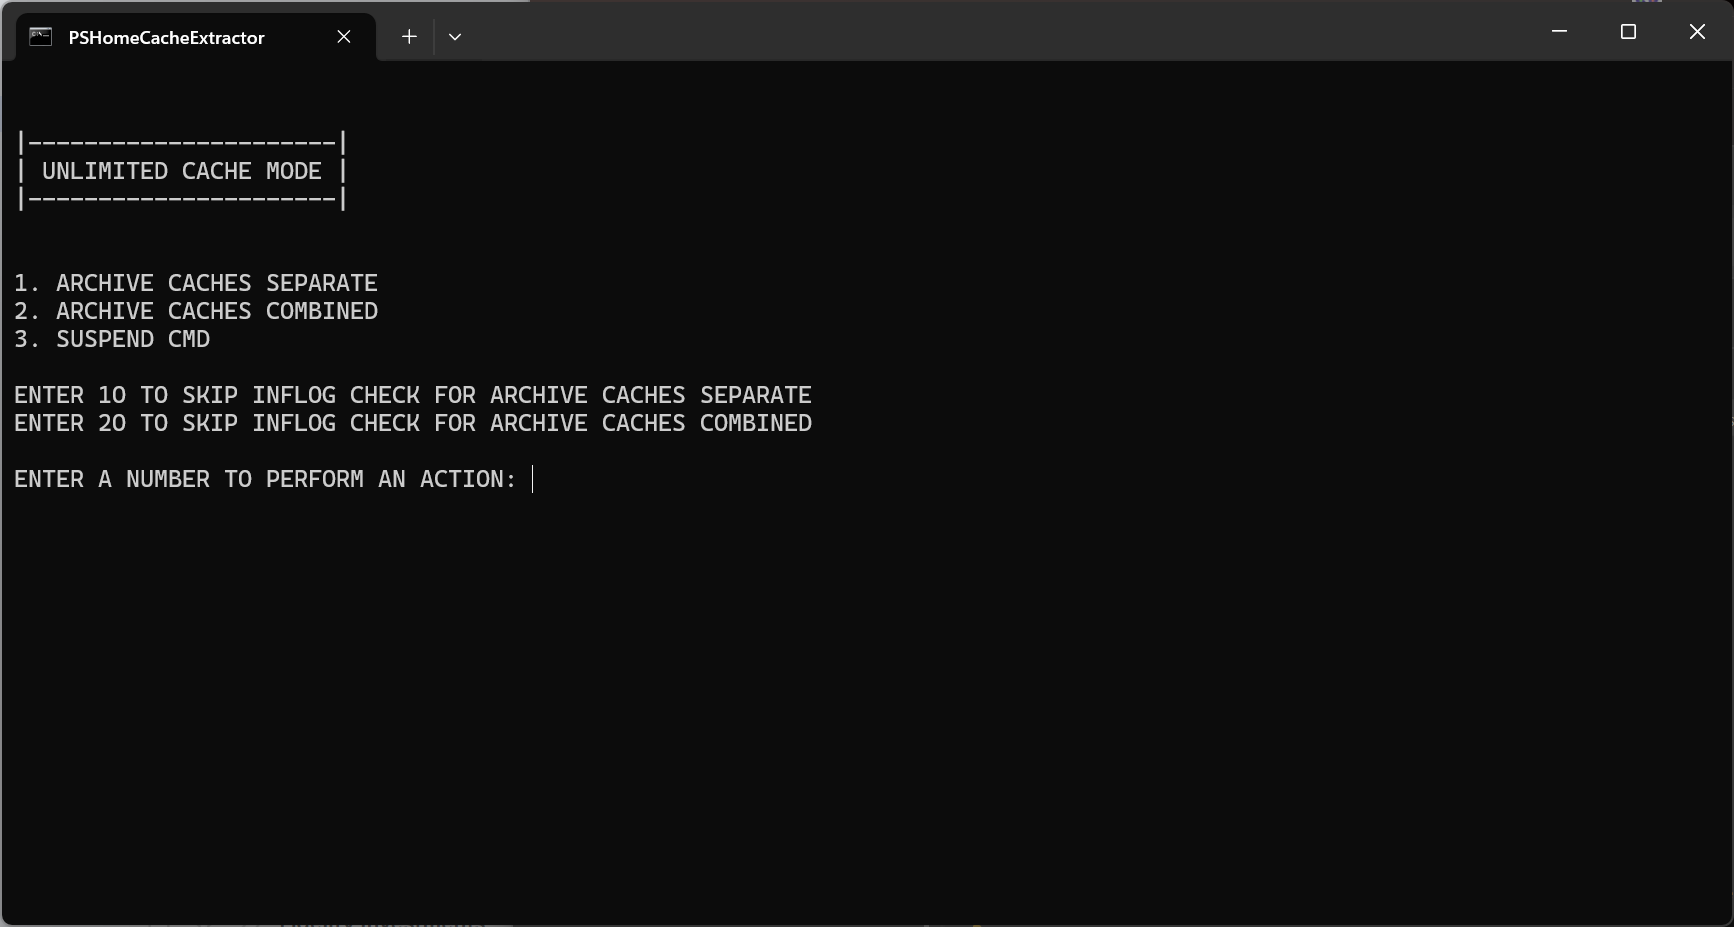 PSHomeCacheExtractor
|----------------------|
| UNLIMITED CACHE MODE |
|----------------------|
1. ARCHIVE CACHES SEPARATE
2. ARCHIVE CACHES COMBINED
3. SUSPEND CMD
ENTER 1O TO SKIP INFLOG CHECK FOR ARCHIVE CACHES SEPARATE
ENTER 2O TO SKIP INFLOG CHECK FOR ARCHIVE CACHES COMBINED
ENTER A NUMBER TO PERFORM AN ACTION: